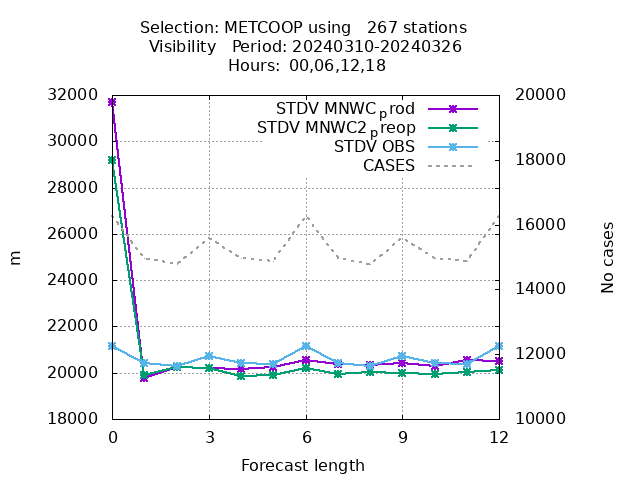 Selection: METCOOP using   267 stations
Visibility   Period: 20240310-20240326
Hours: 00,06,12,18
STDV MNWCprod
STDV MNWC2preop
STDV OBS
CASES
32000
30000
28000
26000
24000
22000
20000
18000
m
20000
18000
16000
14000
12000
10000
No cases
0 3 6 9 12
Forecast length